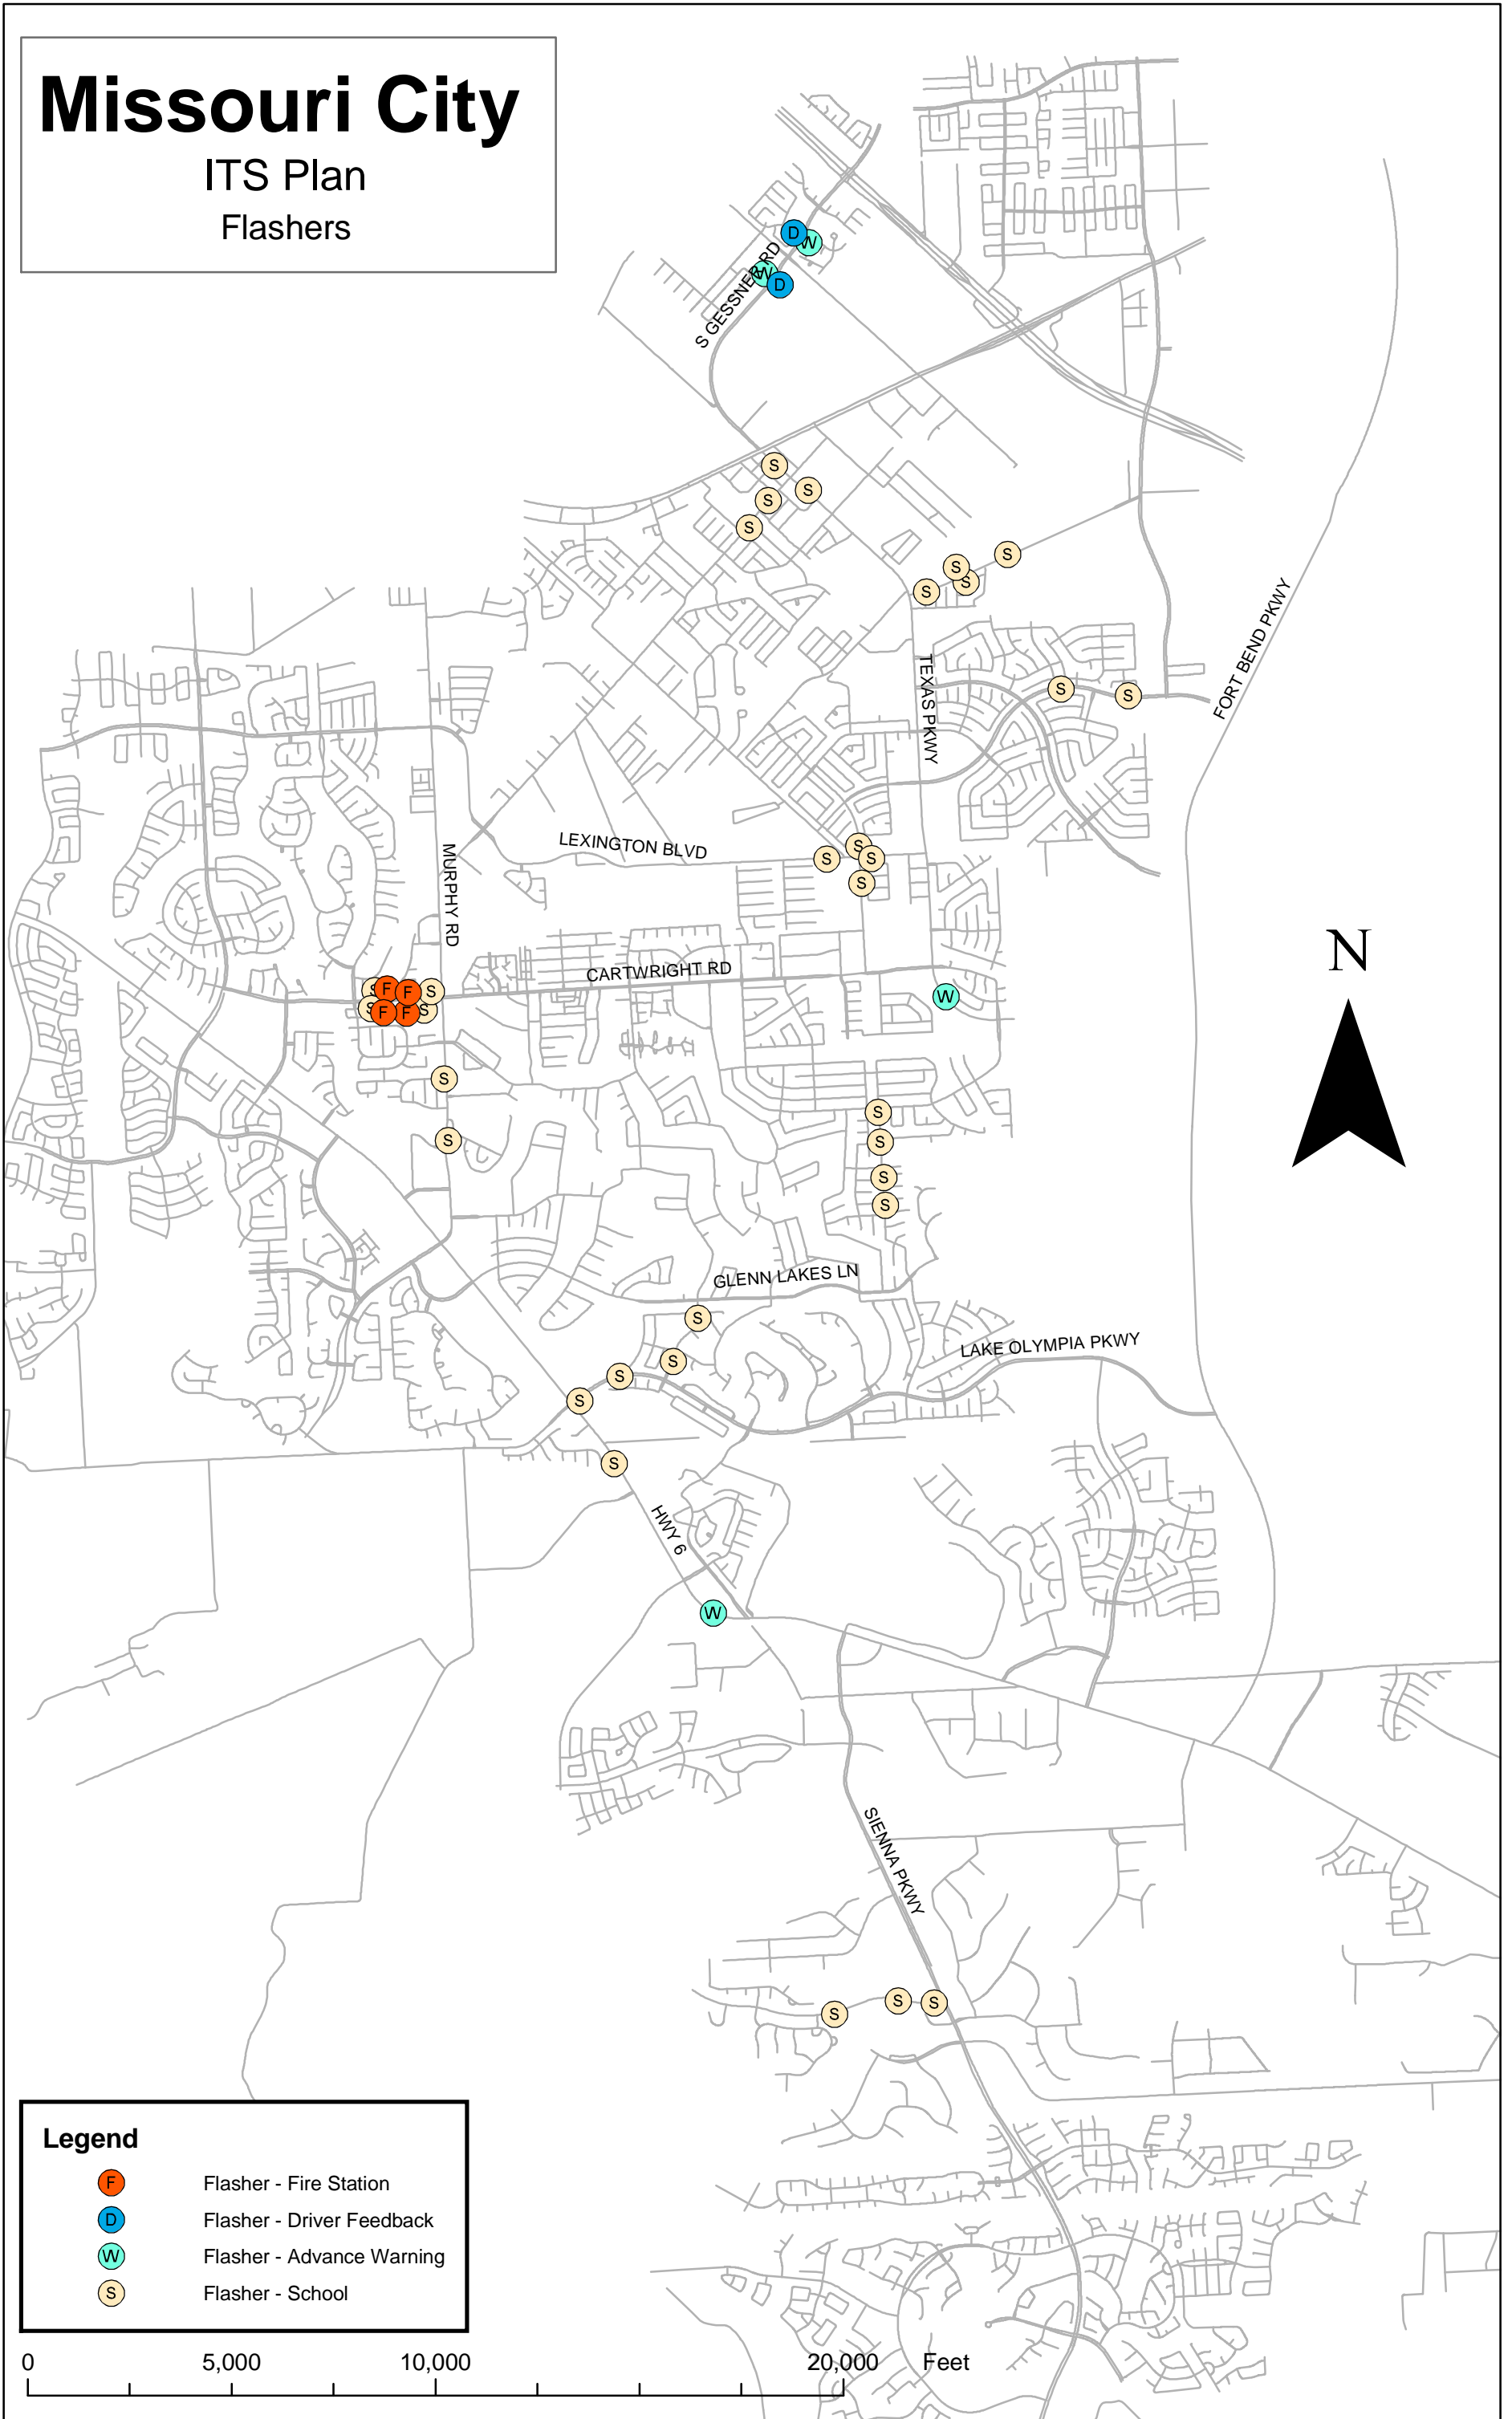 Missouri City
ITS Plan
Flashers
D
W
W
D
S GESSNER RD
S
S
S
S
S
S
S
S
FORT BEND PKWY
TEXAS PKWY
S
S
LEXINGTON BLVD
S
S
S
S
MURPHY RD
N
CARTWRIGHT RD
S
F
F
S
W
S
F
F
S
S
S
S
S
S
S
GLENN LAKES LN
S
LAKE OLYMPIA PKWY
S
S
S
S
HWY 6
W
SIENNA PKWY
S
S
S
Legend
F Flasher - Fire Station
D Flasher - Driver Feedback
W Flasher - Advance Warning
S Flasher - School
0 5,000 10,000 20,000 Feet